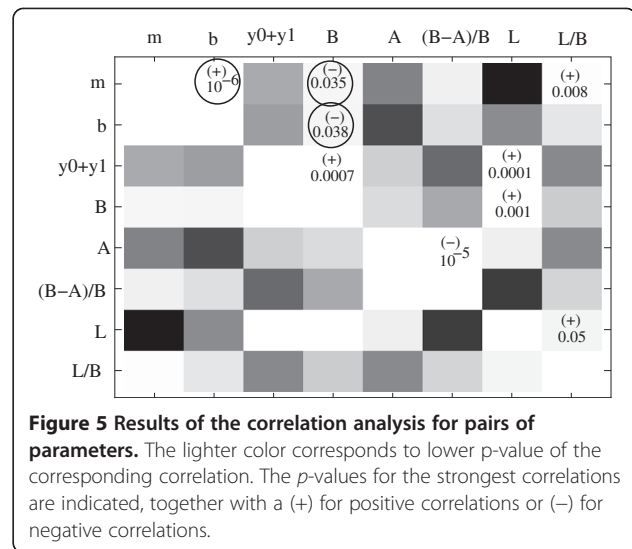 m b y0+y1 B A (B−A)/B L L/B
m (+) (−) (+)
10−6 0.035 0.008
b (−)
0.038
y0+y1 (+) (+)
0.0007 0.0001
B (+)
0.001
A (−)
10−5
(B−A)/B
L (+)
0.05
L/B
Figure 5 Results of the correlation analysis for pairs of
parameters. The lighter color corresponds to lower p-value of the
corresponding correlation. The p-values for the strongest correlations
are indicated, together with a (+) for positive correlations or (−) for
negative correlations.